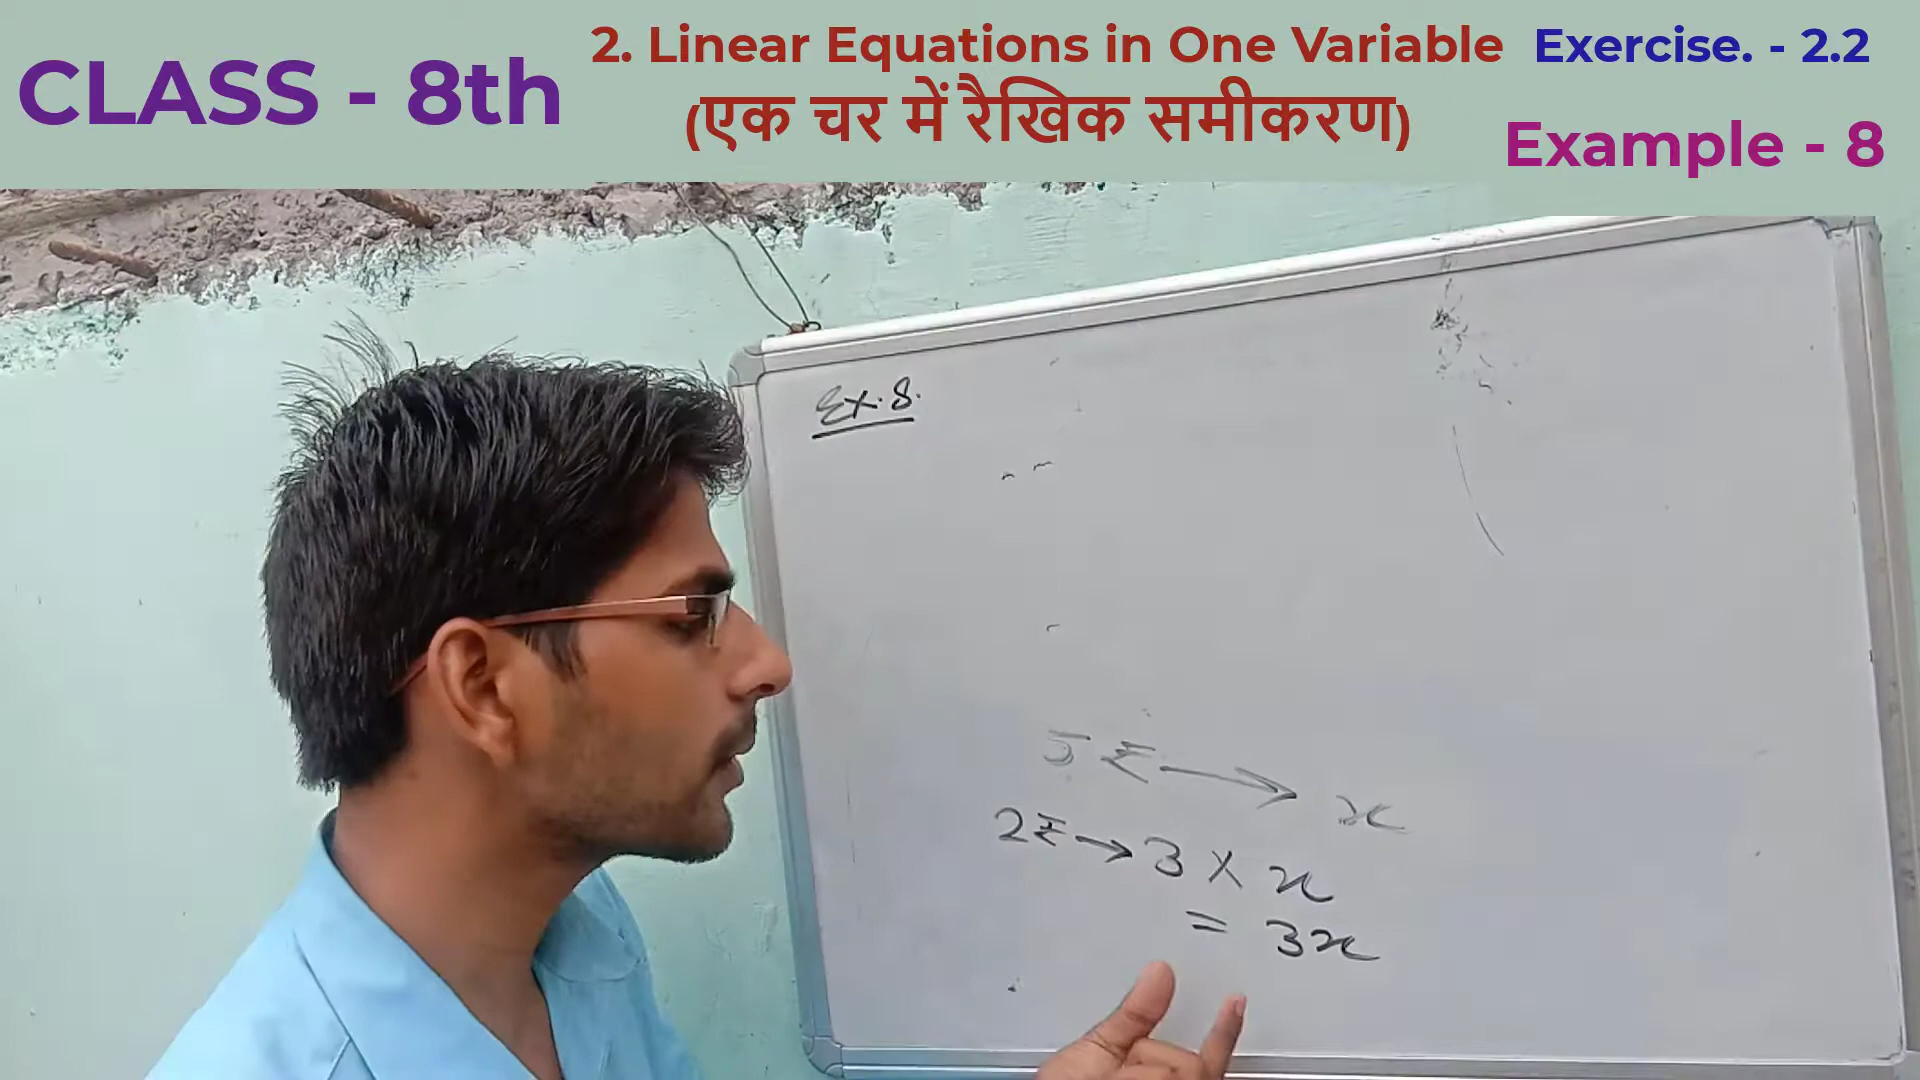 CLASS - 8th
2. Linear Equations in One Variable
(एक चर में रैखिक समीकरण)
Exercise. - 2.2
Example - 8
Ex. 8.
5 ₹ → x
2₹ → 3 × x
= 3x